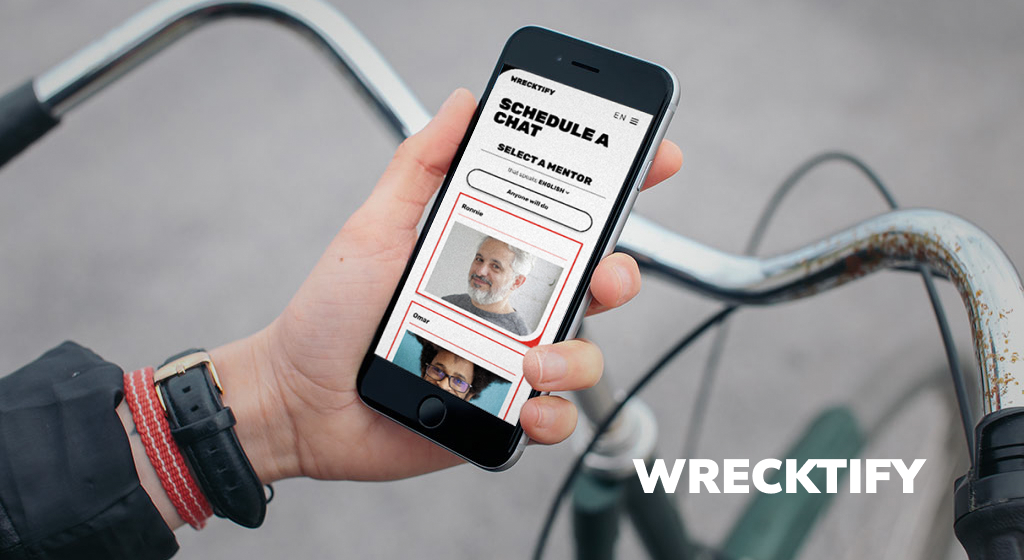 WRECKTIFY
EN
SCHEDULE A
CHAT
SELECT A MENTOR
that speaks ENGLISH
Anyone will do
Ronnie
Omar
WRECKTIFY